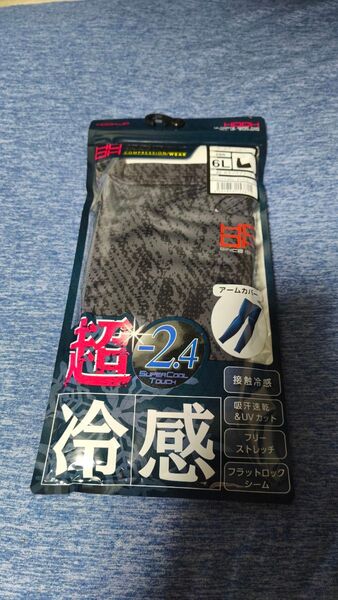 COMPRESSION WEAR
6L
アームカバー
超
-2.4
SUPER COOL
TOUCH
冷感
接触冷感
吸汗速乾
&UVカット
フリー
ストレッチ
フラットロック
シーム